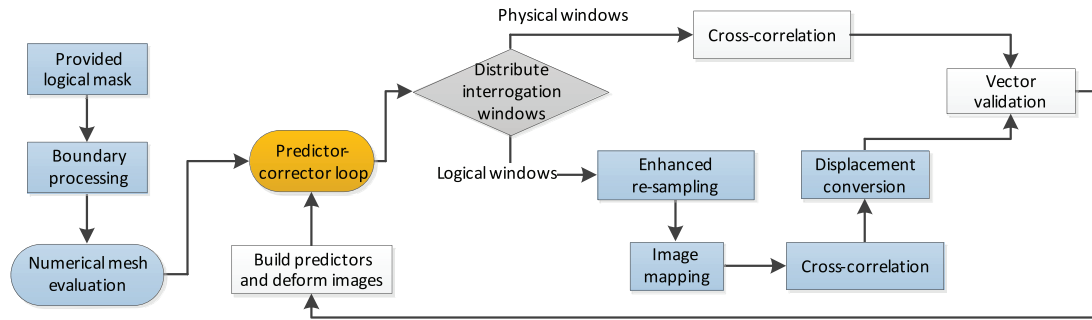 Provided
logical mask
Boundary
processing
Numerical mesh
evaluation
Predictor-
corrector loop
Build predictors
and deform images
Distribute
interrogation
windows
Physical windows
Cross-correlation
Logical windows
Enhanced
re-sampling
Image
mapping
Cross-correlation
Displacement
conversion
Vector
validation